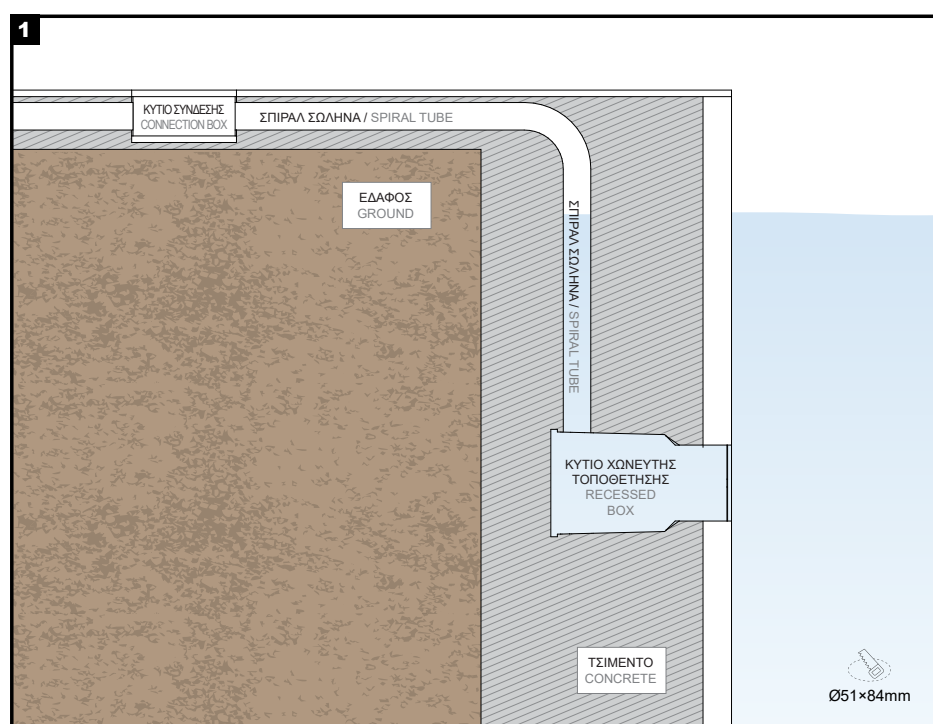 1
ΚΥΤΙΟ ΣΥΝΔΕΣΗΣ
CONNECTION BOX
ΣΠΙΡΑΛ ΣΩΛΗΝΑ / SPIRAL TUBE
ΕΔΑΦΟΣ
GROUND
ΣΠΙΡΑΛ ΣΩΛΗΝΑ / SPIRAL TUBE
ΚΥΤΙΟ ΧΩΝΕΥΤΗΣ
ΤΟΠΟΘΕΤΗΣΗΣ
RECESSED
BOX
ΤΣΙΜΕΝΤΟ
CONCRETE
Ø51×84mm